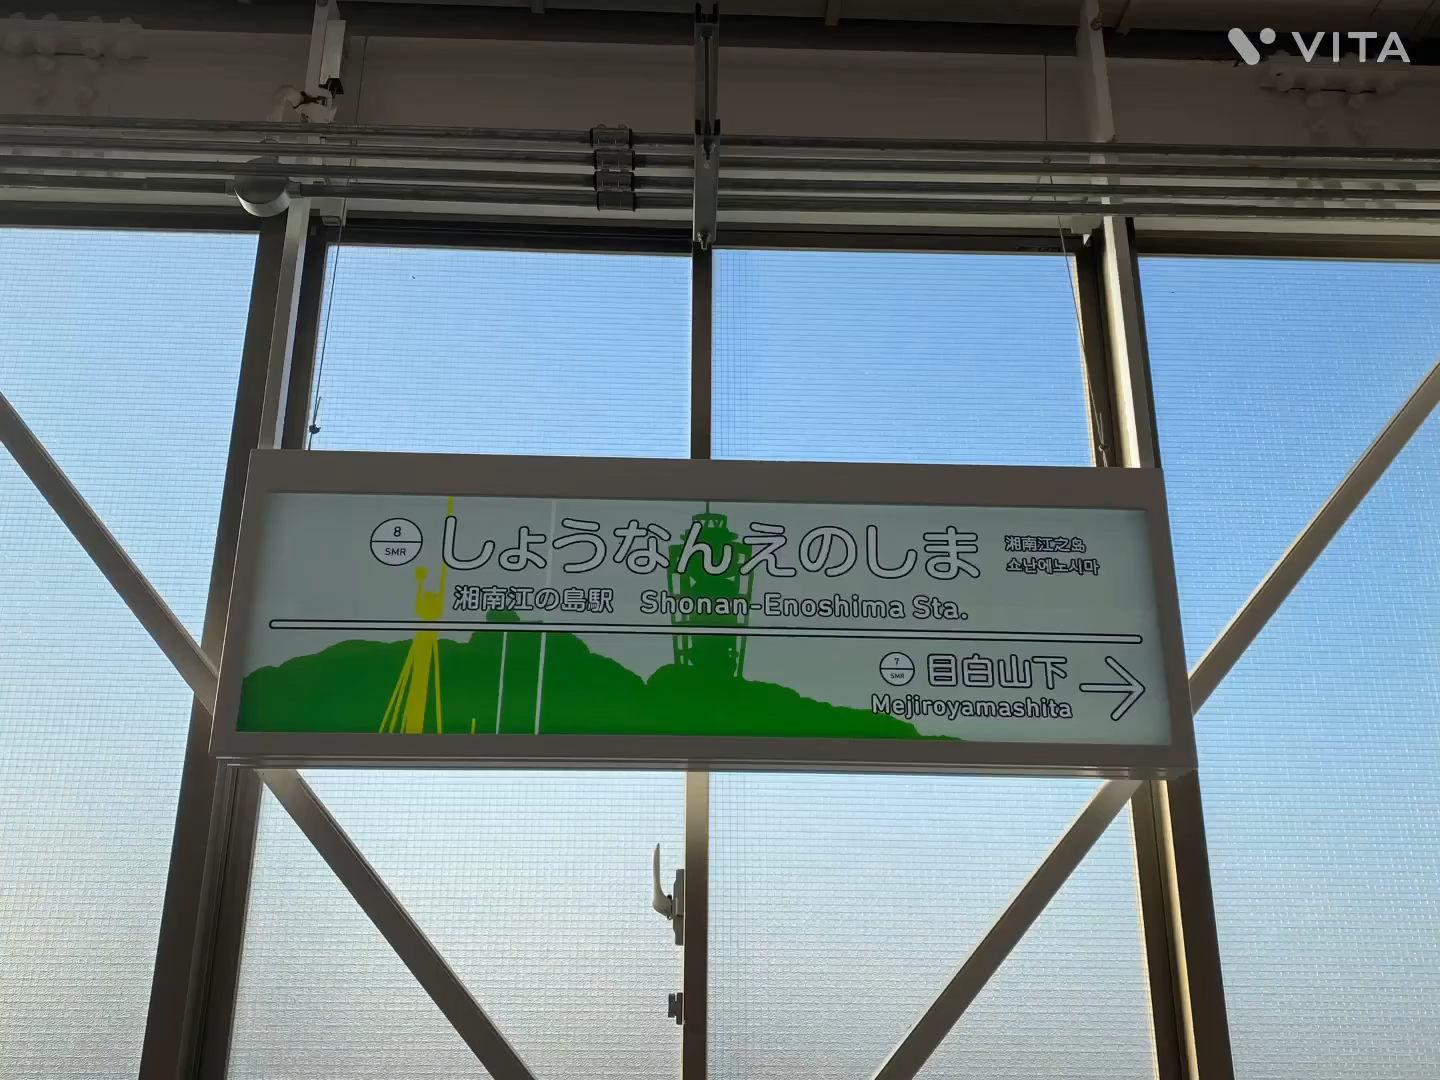 VITA
8
SMR
しょうなんえのしま
湘南江之岛
쇼난에노시마
湘南江の島駅 Shonan-Enoshima Sta.
7
SMR
目白山下
Mejiroyamashita